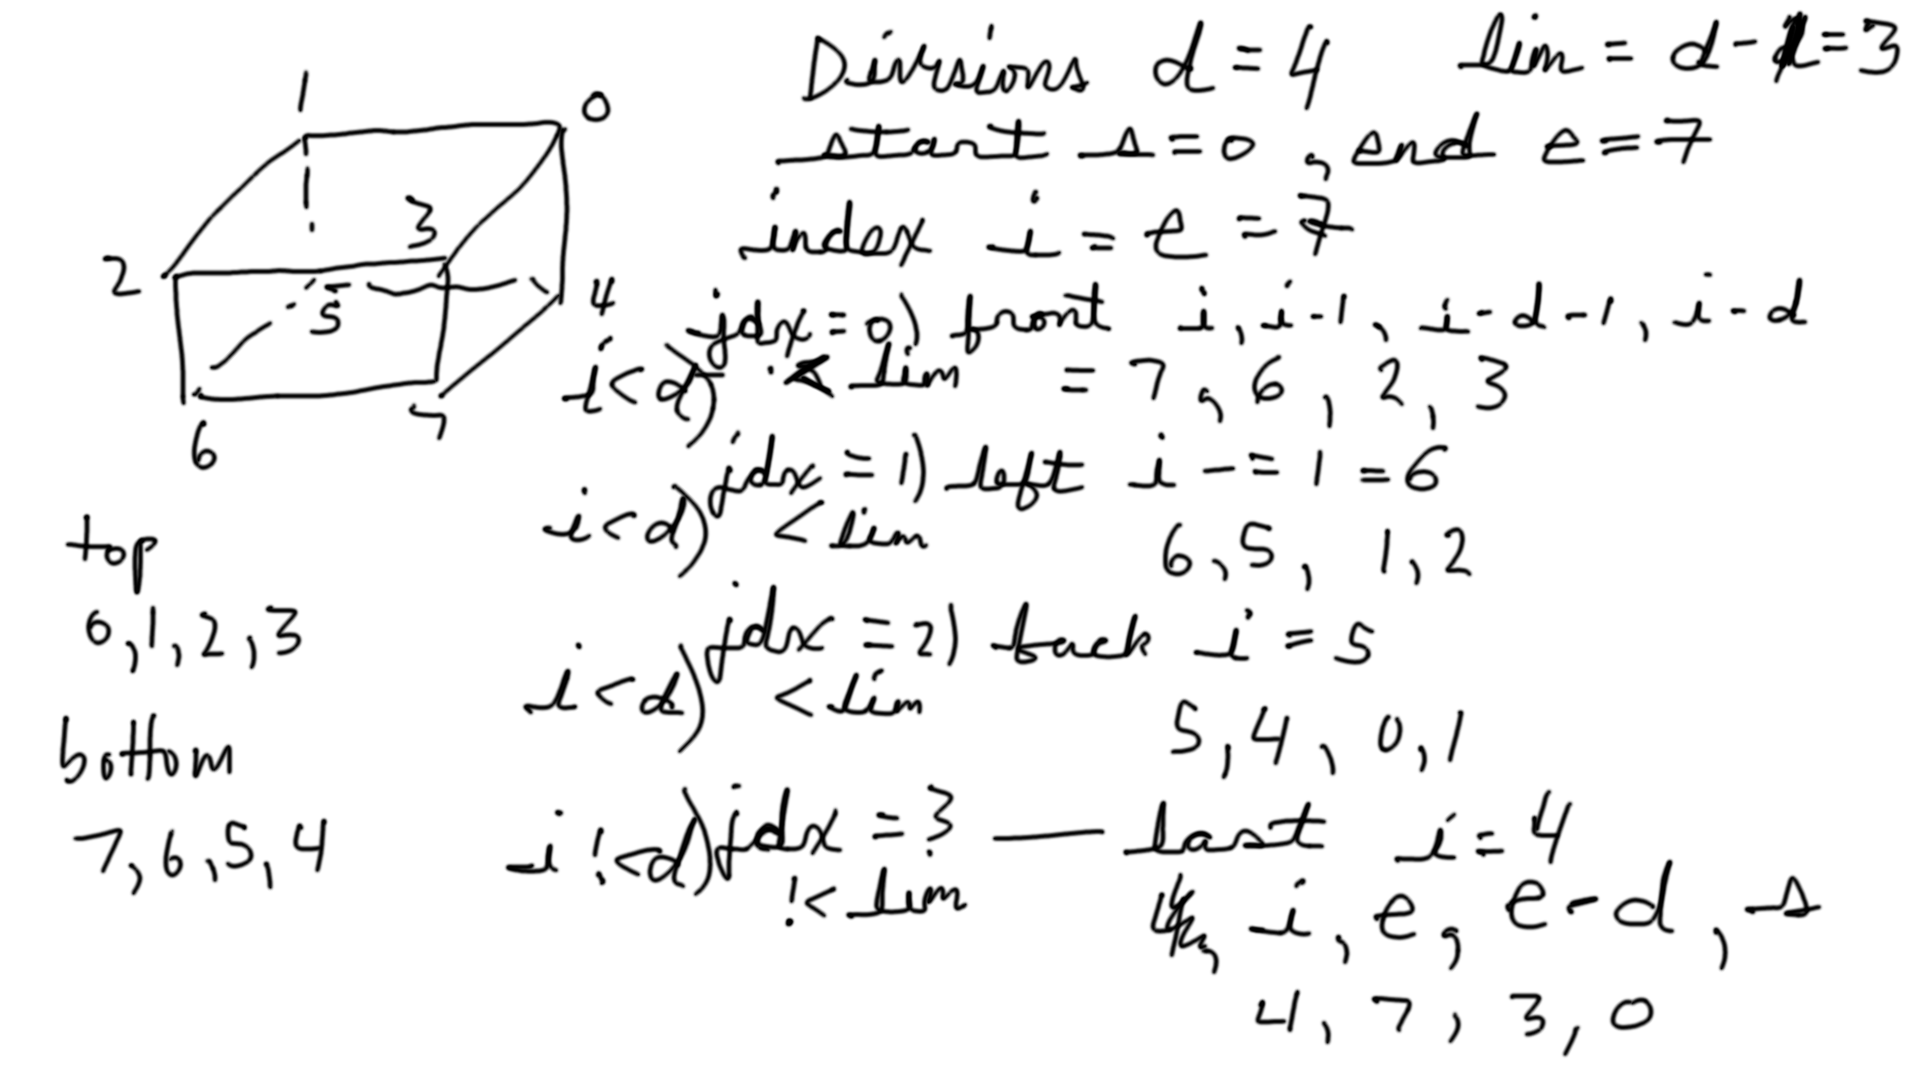 1
0
2
3
5
4
6
7
top
0,1,2,3
bottom
7,6,5,4
Divisions d=4 lim = d-1=3
start s=0, end e=7
index i=e=7
i<d) jdx=0) front i, i-1, i-d-1, i-d
< lim = 7, 6, 2, 3
i<d) jdx=1) left i-=1=6
< lim 6, 5, 1, 2
i<d) jdx=2) back i=5
< lim
5, 4, 0, 1
i!<d) jdx=3 — last i=4
!< lim i, e, e-d, s
4, 7, 3, 0